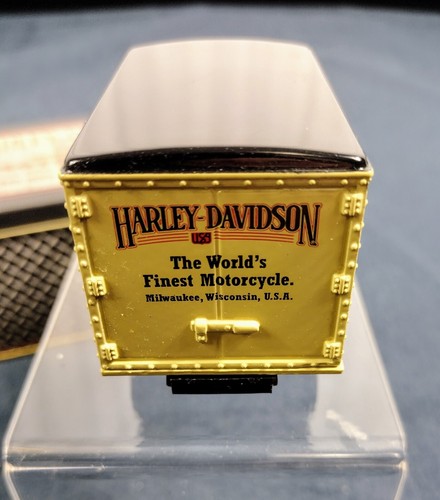 HARLEY-DAVIDSON
The World's
Finest Motorcycle.
Milwaukee, Wisconsin, U.S.A.